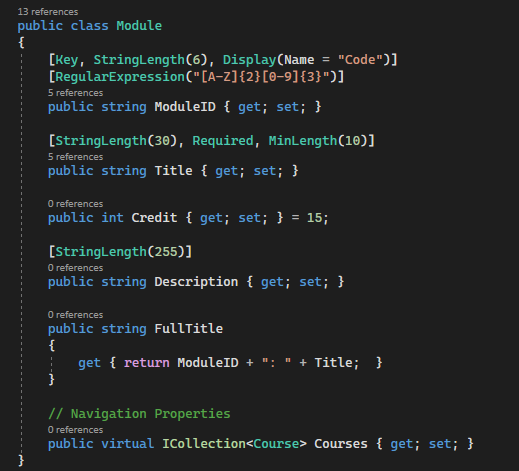 13 references
public class Module
{
[Key, StringLength(6), Display(Name = "Code")]
[RegularExpression("[A-Z]{2}[0-9]{3}")]
5 references
public string ModuleID { get; set; }
[StringLength(30), Required, MinLength(10)]
5 references
public string Title { get; set; }
0 references
public int Credit { get; set; } = 15;
[StringLength(255)]
0 references
public string Description { get; set; }
0 references
public string FullTitle
{
get { return ModuleID + ": " + Title;  }
}
// Navigation Properties
0 references
public virtual ICollection<Course> Courses { get; set; }
}